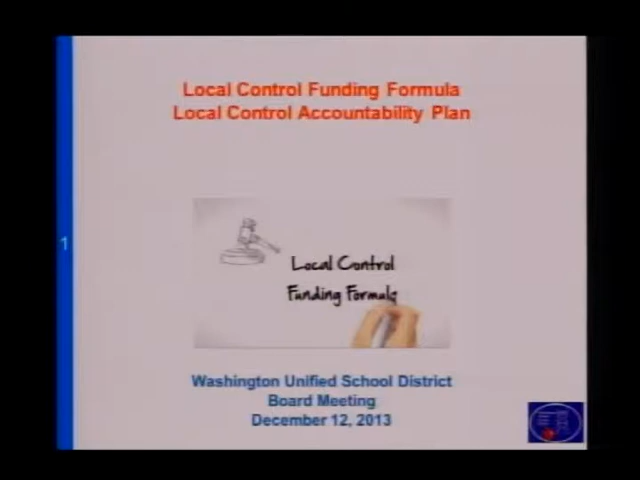 Local Control Funding Formula
Local Control Accountability Plan
1
Local Control
Funding Formula
Washington Unified School District
Board Meeting
December 12, 2013